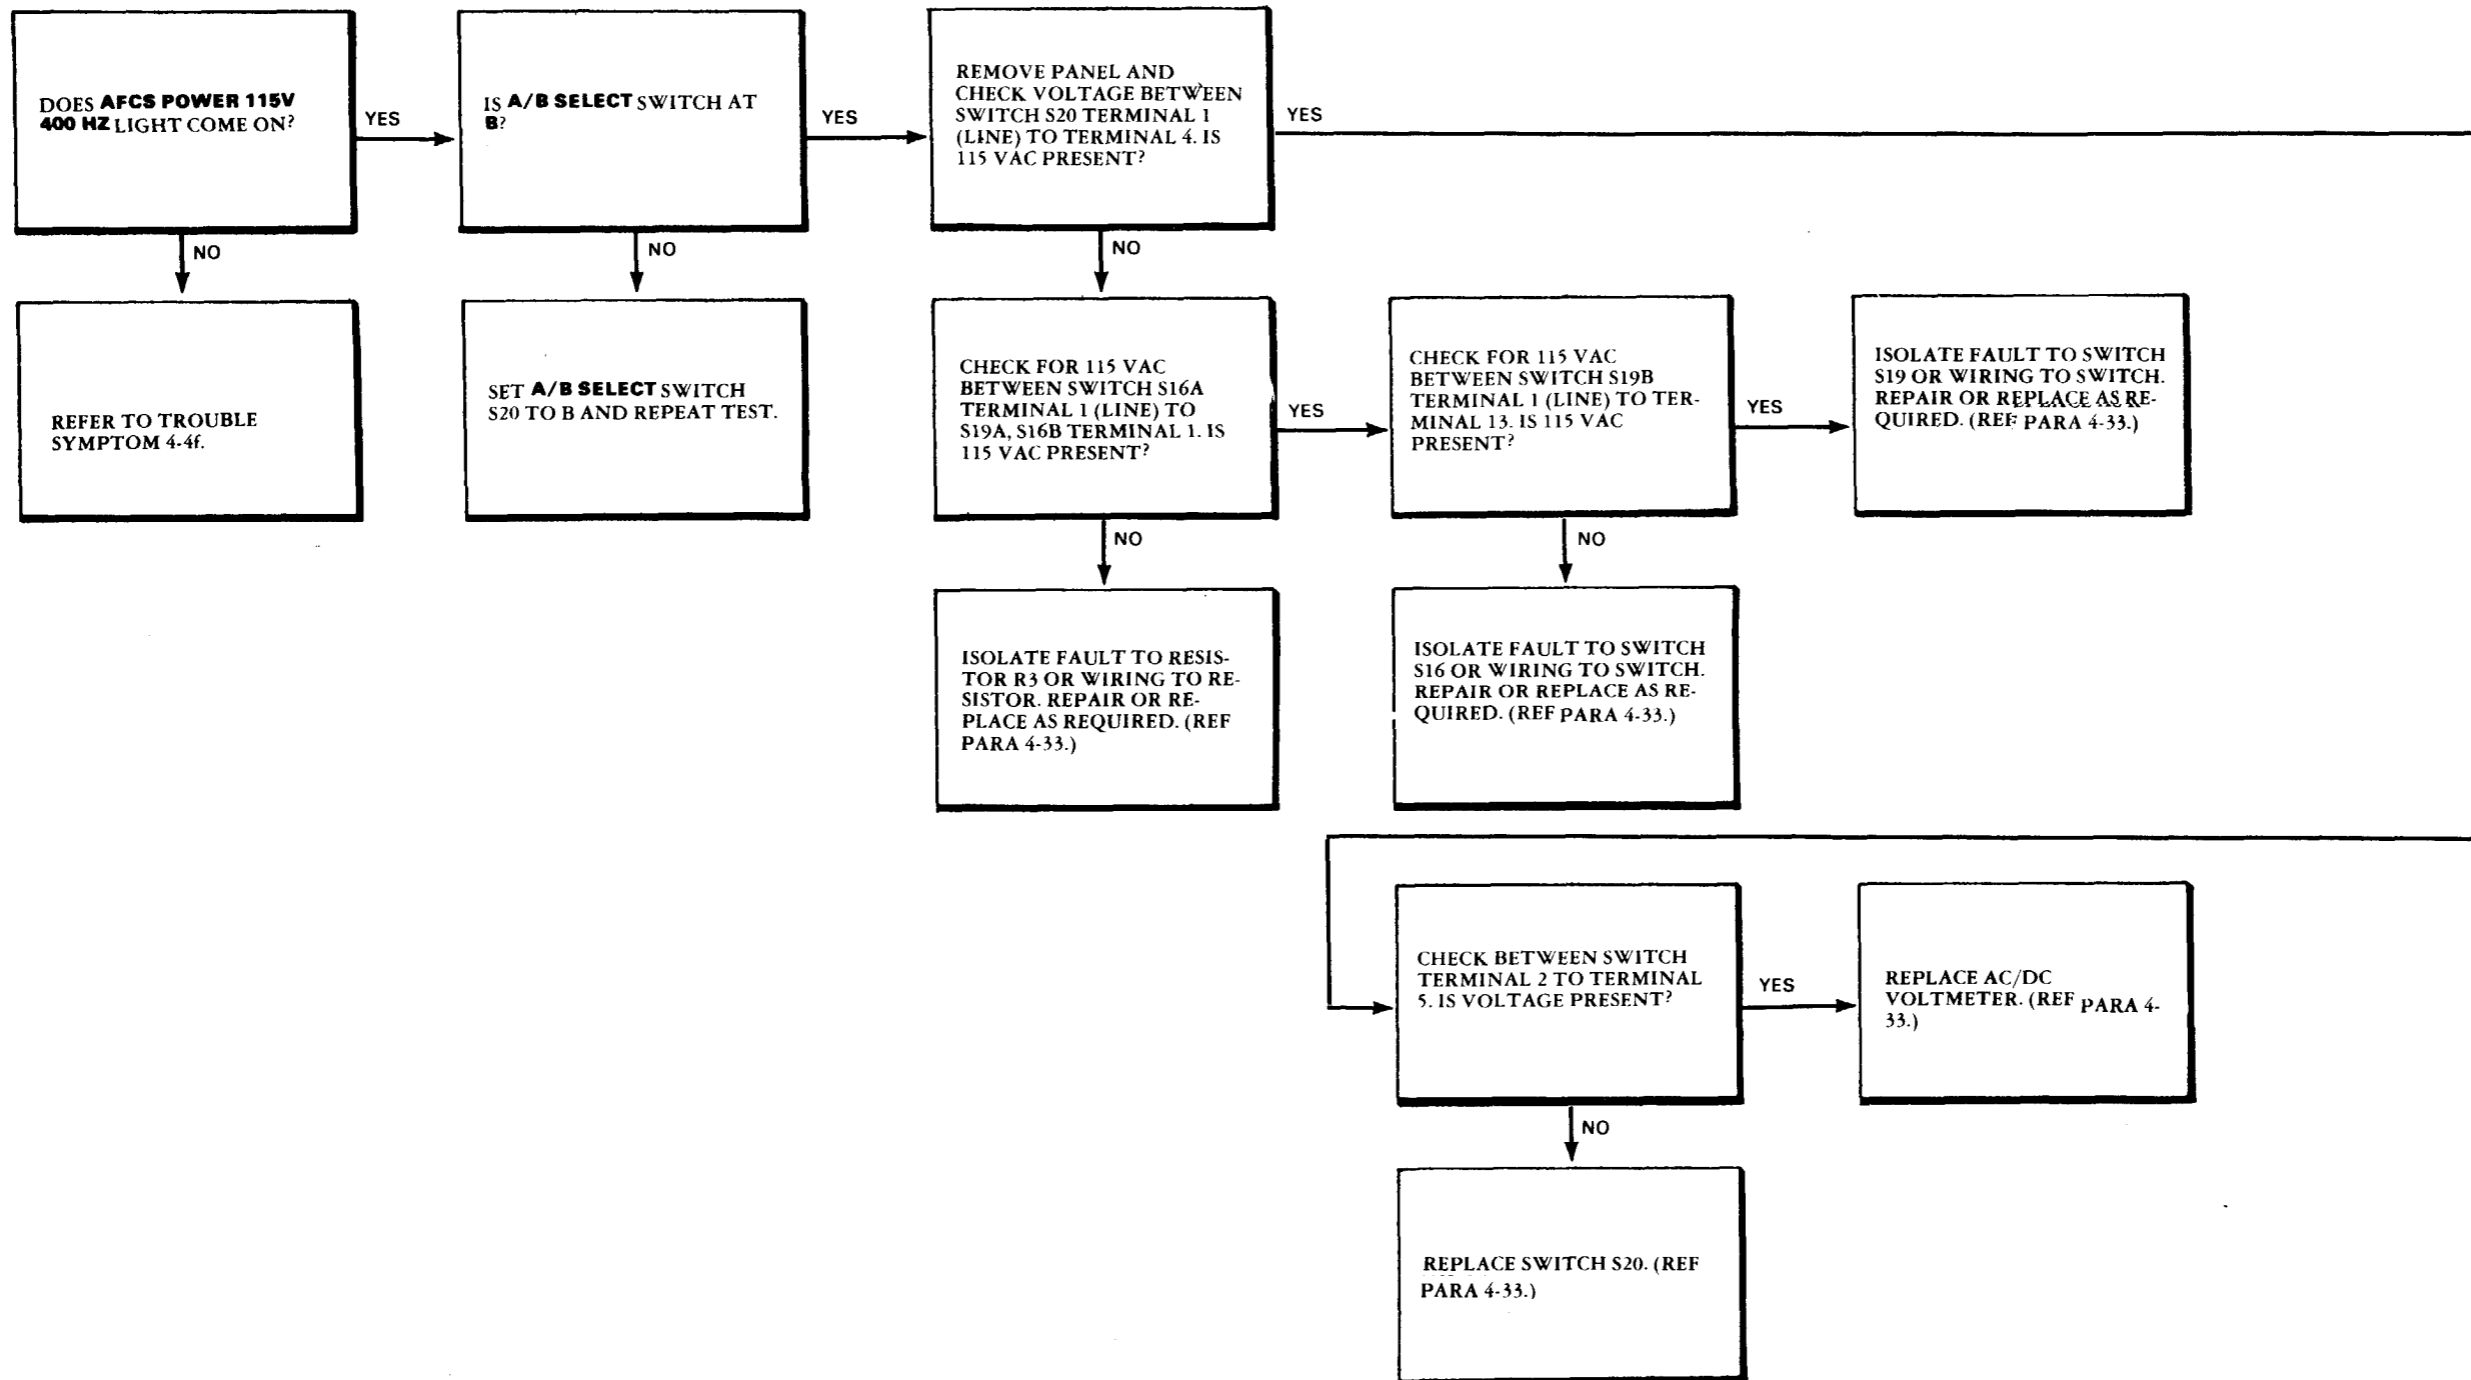 DOES AFCS POWER 115V
400 HZ LIGHT COME ON?
YES
IS A/B SELECT SWITCH AT
B?
YES
REMOVE PANEL AND
CHECK VOLTAGE BETWEEN
SWITCH S20 TERMINAL 1
(LINE) TO TERMINAL 4. IS
115 VAC PRESENT?
YES
NO
NO
NO
REFER TO TROUBLE
SYMPTOM 4-4f.
SET A/B SELECT SWITCH
S20 TO B AND REPEAT TEST.
CHECK FOR 115 VAC
BETWEEN SWITCH S16A
TERMINAL 1 (LINE) TO
S19A, S16B TERMINAL 1. IS
115 VAC PRESENT?
YES
CHECK FOR 115 VAC
BETWEEN SWITCH S19B
TERMINAL 1 (LINE) TO TER-
MINAL 13. IS 115 VAC
PRESENT?
YES
ISOLATE FAULT TO SWITCH
S19 OR WIRING TO SWITCH.
REPAIR OR REPLACE AS RE-
QUIRED. (REF PARA 4-33.)
NO
NO
ISOLATE FAULT TO RESIS-
TOR R3 OR WIRING TO RE-
SISTOR. REPAIR OR RE-
PLACE AS REQUIRED. (REF
PARA 4-33.)
ISOLATE FAULT TO SWITCH
S16 OR WIRING TO SWITCH.
REPAIR OR REPLACE AS RE-
QUIRED. (REF PARA 4-33.)
CHECK BETWEEN SWITCH
TERMINAL 2 TO TERMINAL
5. IS VOLTAGE PRESENT?
YES
REPLACE AC/DC
VOLTMETER. (REF PARA 4-
33.)
NO
REPLACE SWITCH S20. (REF
PARA 4-33.)